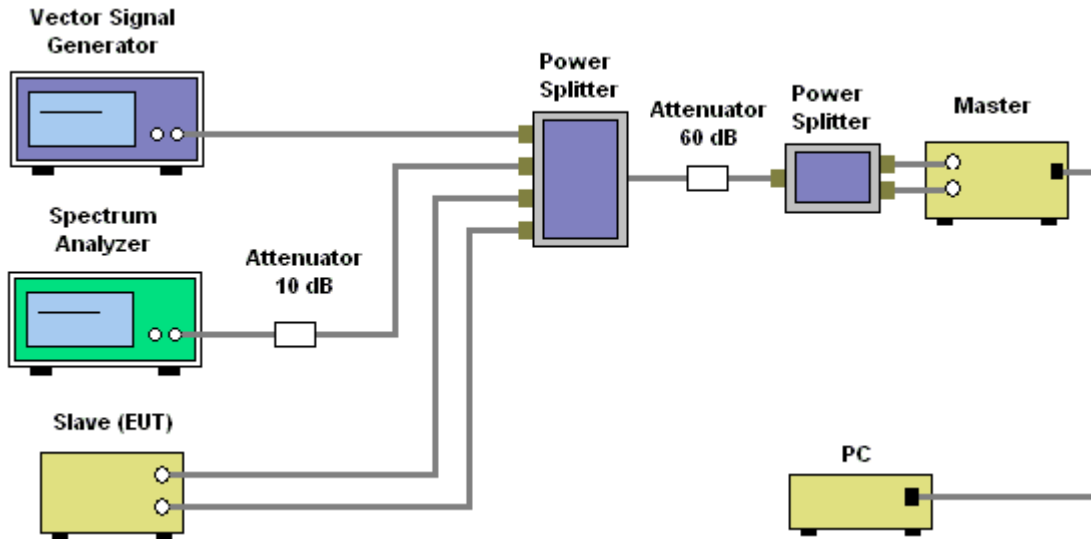 Vector Signal
Generator
Power
Splitter
Attenuator
60 dB
Power
Splitter
Master
Spectrum
Analyzer
Attenuator
10 dB
Slave (EUT)
PC